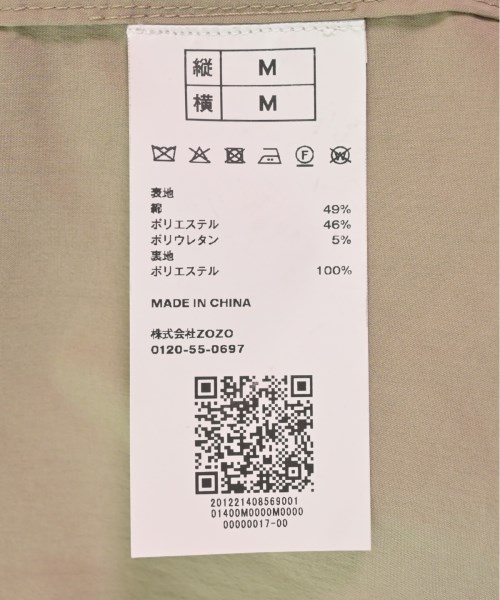 縦 M
横 M
表地
綿 49%
ポリエステル 46%
ポリウレタン 5%
裏地
ポリエステル 100%
MADE IN CHINA
株式会社ZOZO
0120-55-0697
201221408569001
01400M0000M0000
00000017-00